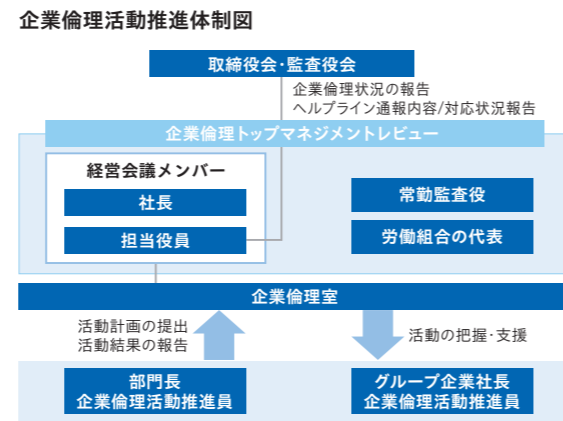 企業倫理活動推進体制図
取締役会・監査役会
企業倫理状況の報告
ヘルプライン通報内容/対応状況報告
企業倫理トップマネジメントレビュー
経営会議メンバー
社長
担当役員
常勤監査役
労働組合の代表
企業倫理室
活動計画の提出
活動結果の報告
活動の把握・支援
部門長
企業倫理活動推進員
グループ企業社長
企業倫理活動推進員